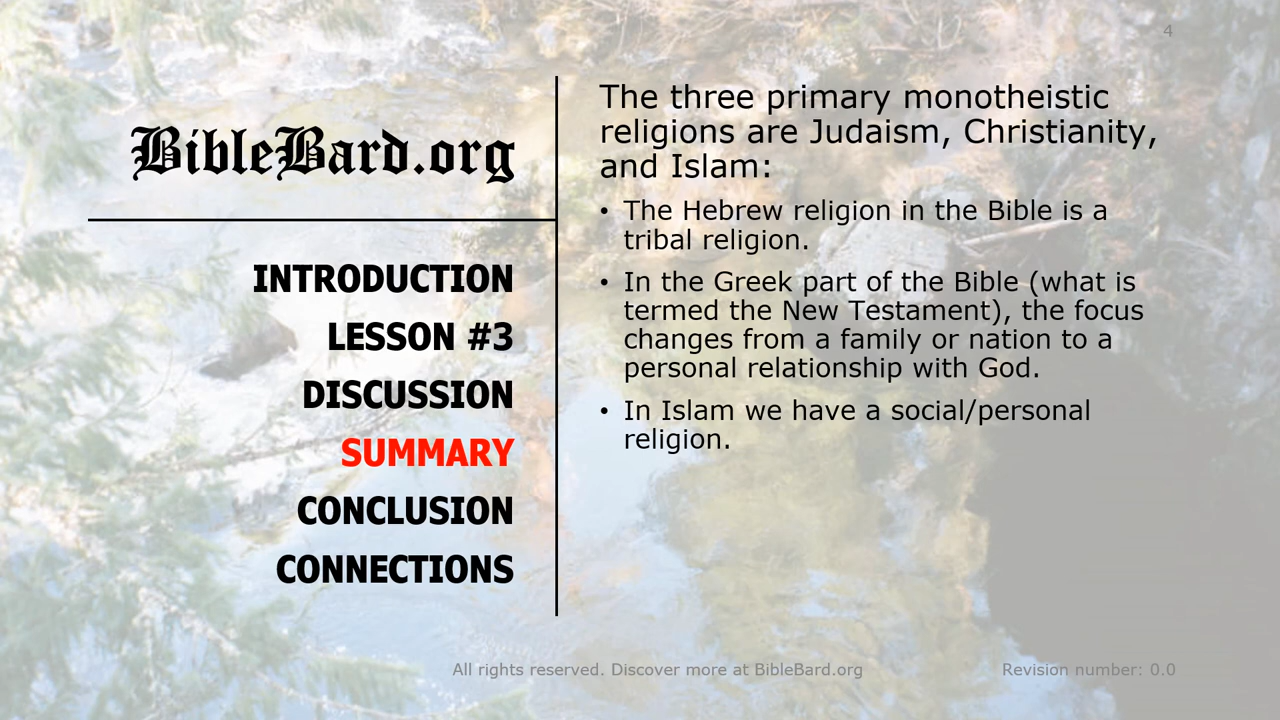 4
BibleBard.org
INTRODUCTION
LESSON #3
DISCUSSION
SUMMARY
CONCLUSION
CONNECTIONS
The three primary monotheistic
religions are Judaism, Christianity,
and Islam:
• The Hebrew religion in the Bible is a
tribal religion.
• In the Greek part of the Bible (what is
termed the New Testament), the focus
changes from a family or nation to a
personal relationship with God.
• In Islam we have a social/personal
religion.
All rights reserved. Discover more at BibleBard.org
Revision number: 0.0